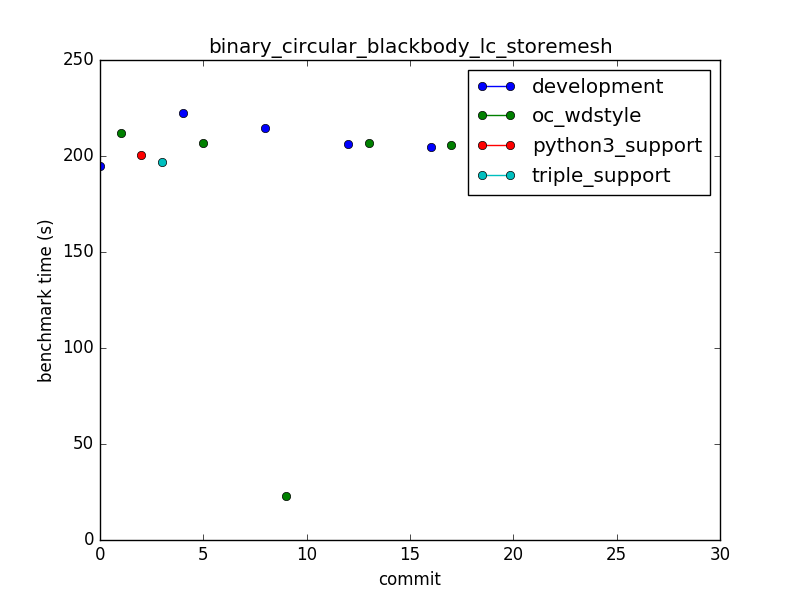 binary_circular_blackbody_lc_storemesh
250
200
150
100
50
0
benchmark time (s)
development
oc_wdstyle
python3_support
triple_support
0 5 10 15 20 25 30
commit